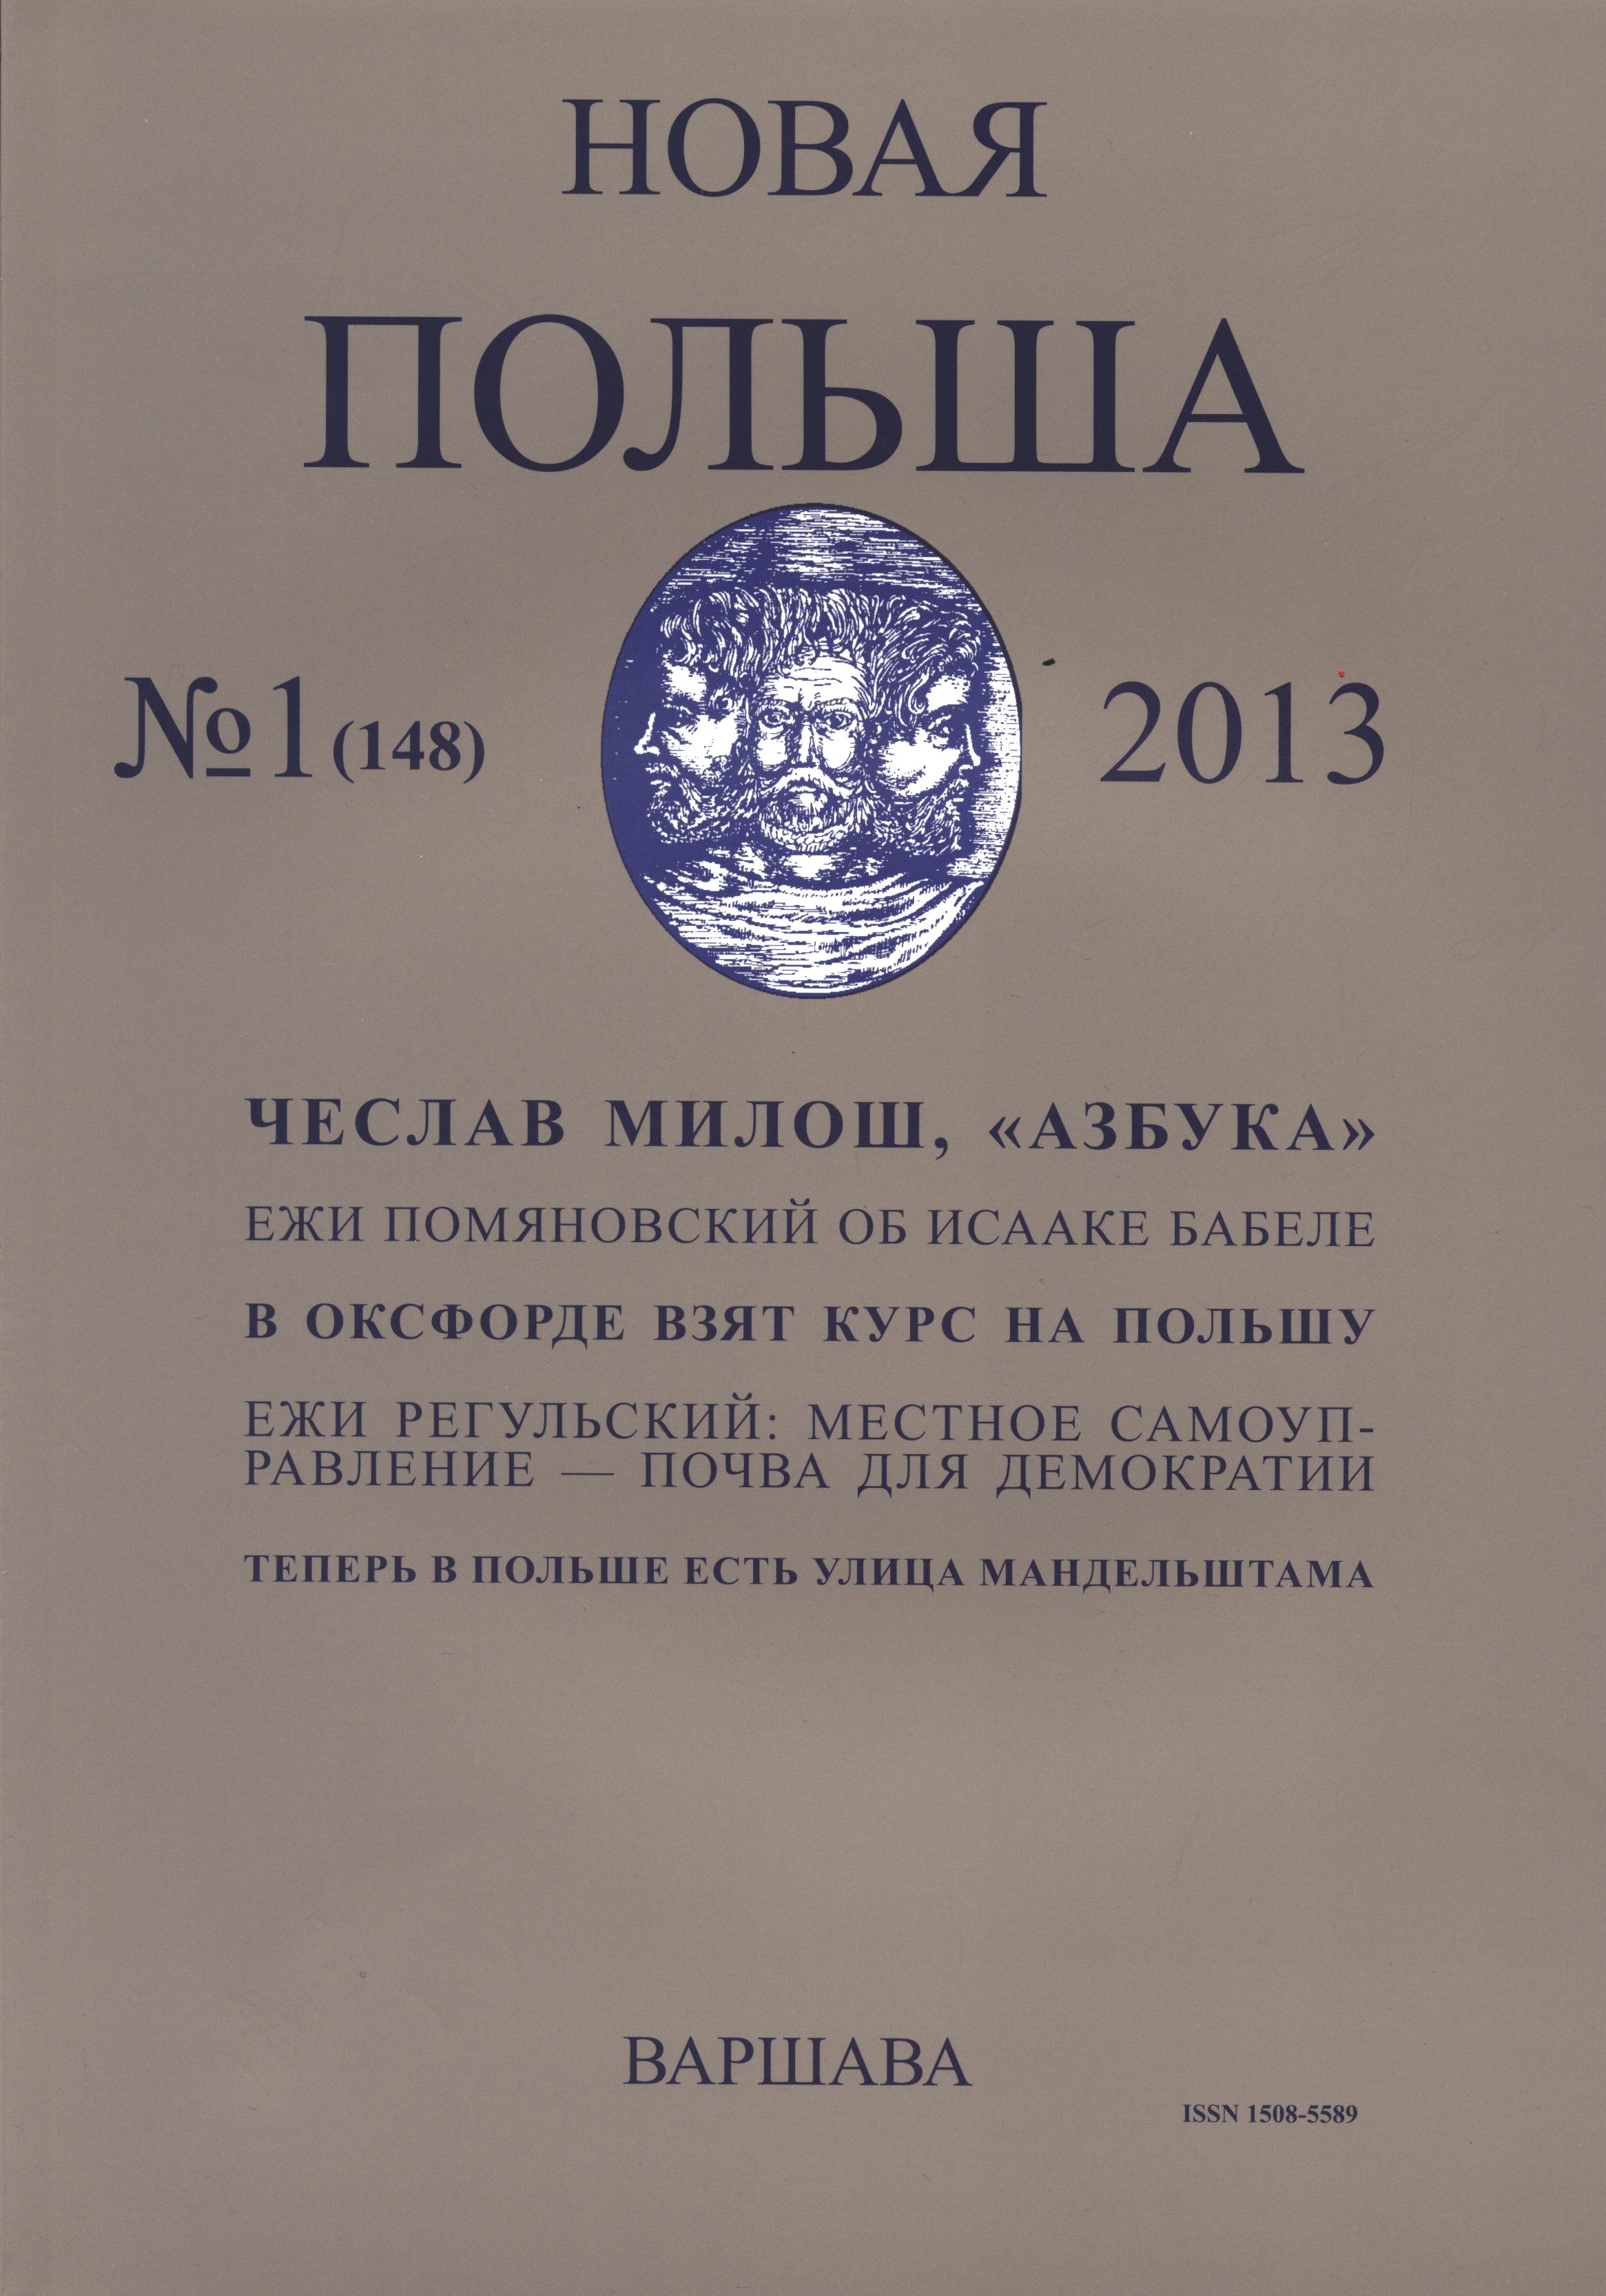 НОВАЯ
ПОЛЬША
№1 (148)
2013
ЧЕСЛАВ МИЛОШ, «АЗБУКА»
ЕЖИ ПОМЯНОВСКИЙ ОБ ИСААКЕ БАБЕЛЕ
В ОКСФОРДЕ ВЗЯТ КУРС НА ПОЛЬШУ
ЕЖИ РЕГУЛЬСКИЙ: МЕСТНОЕ САМОУП-
РАВЛЕНИЕ — ПОЧВА ДЛЯ ДЕМОКРАТИИ
ТЕПЕРЬ В ПОЛЬШЕ ЕСТЬ УЛИЦА МАНДЕЛЬШТАМА
ВАРШАВА
ISSN 1508-5589